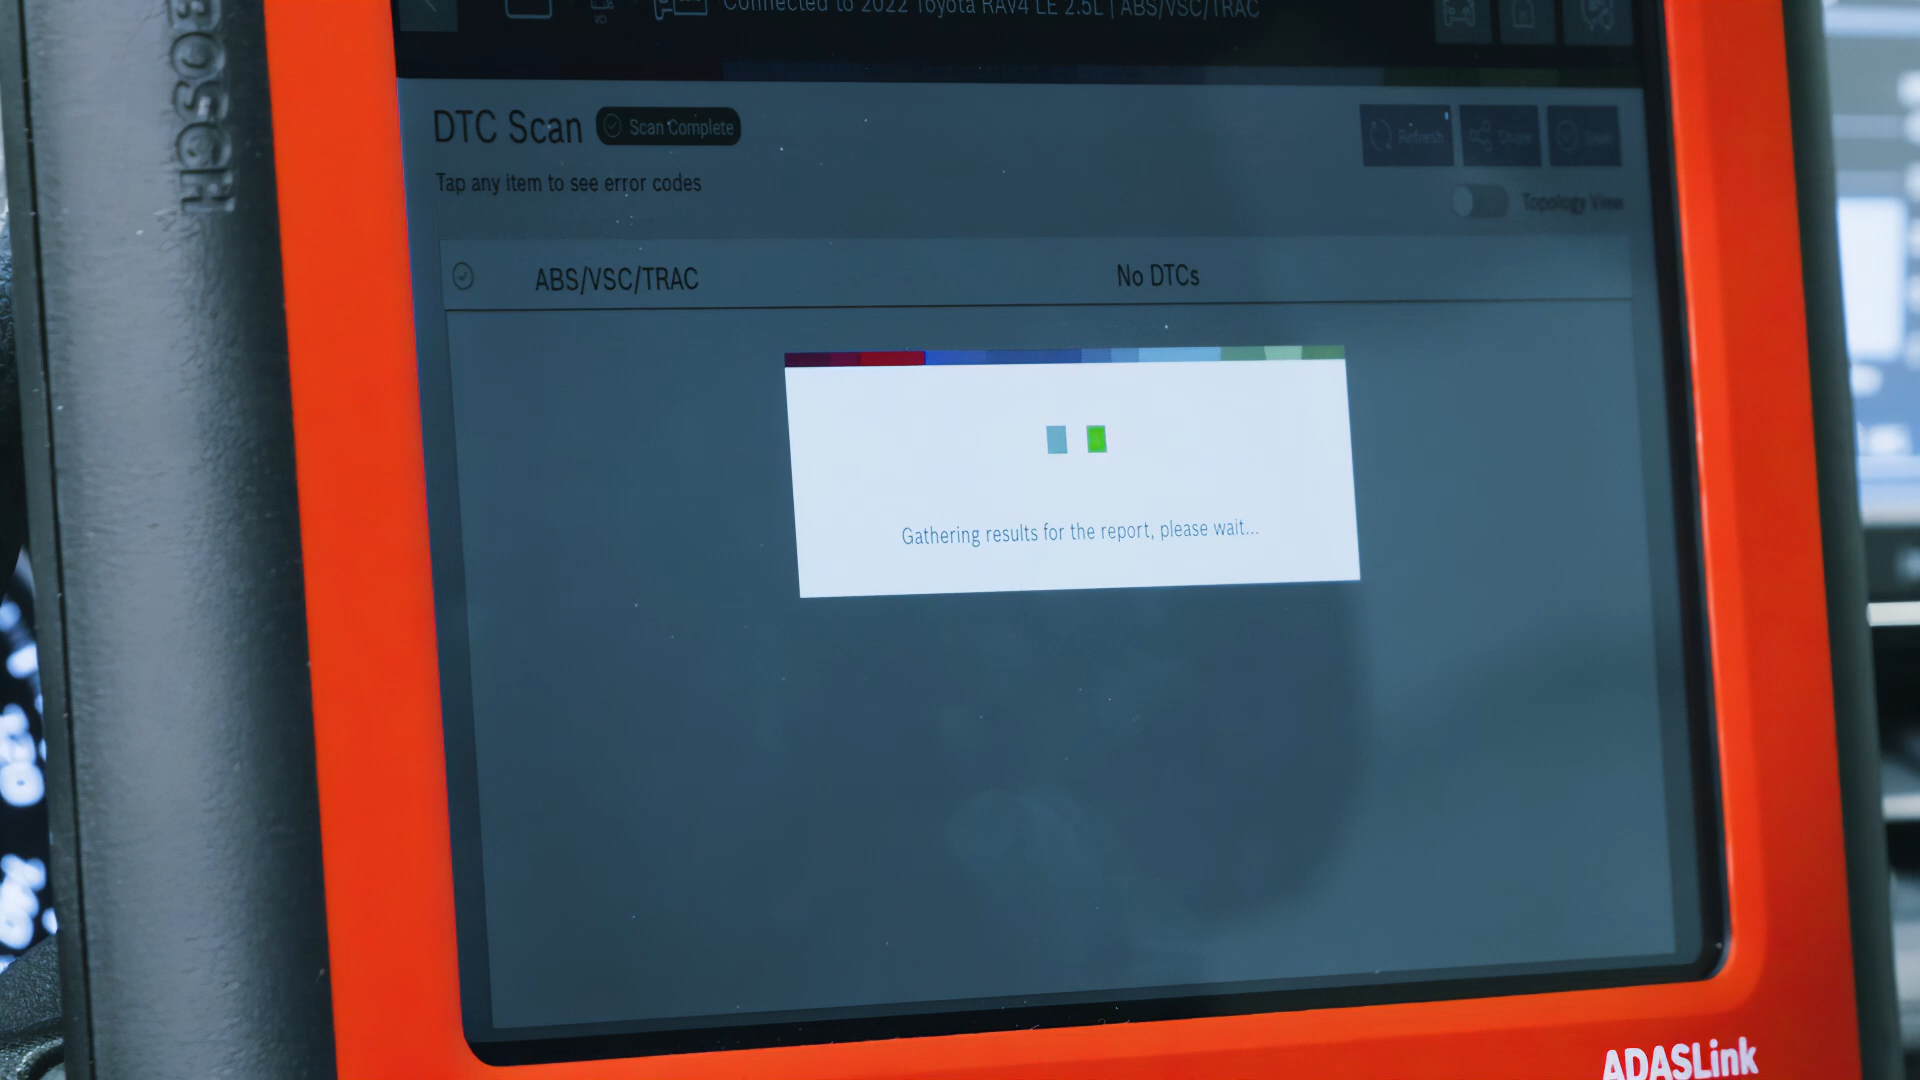 BOSCH
Connected to 2022 Toyota RAV4 LE 2.5L | ABS/VSC/TRAC
DTC Scan
Scan Complete
Refresh
Share
Tap any item to see error codes
Topology View
ABS/VSC/TRAC
No DTCs
Gathering results for the report, please wait...
ADASLink